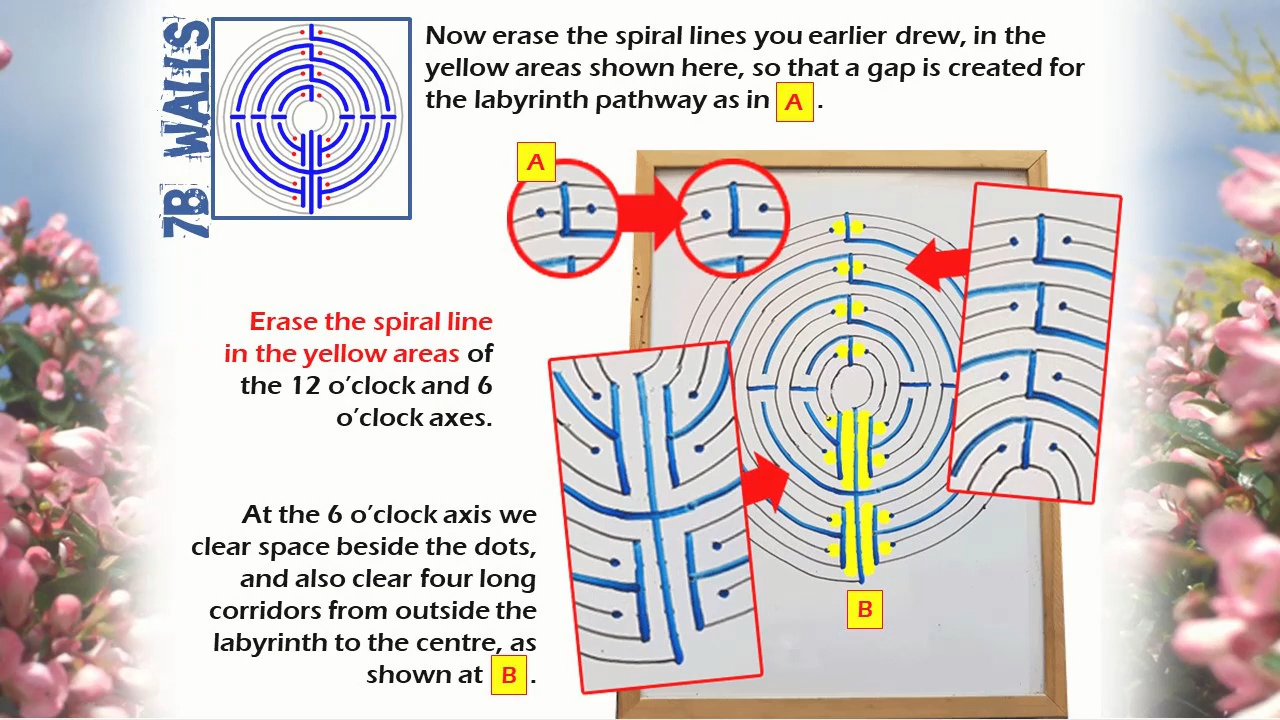 7B WALLS
Now erase the spiral lines you earlier drew, in the
yellow areas shown here, so that a gap is created for
the labyrinth pathway as in A .
A
Erase the spiral line
in the yellow areas of
the 12 o’clock and 6
o’clock axes.
At the 6 o’clock axis we
clear space beside the dots,
and also clear four long
corridors from outside the
labyrinth to the centre, as
shown at B .
B